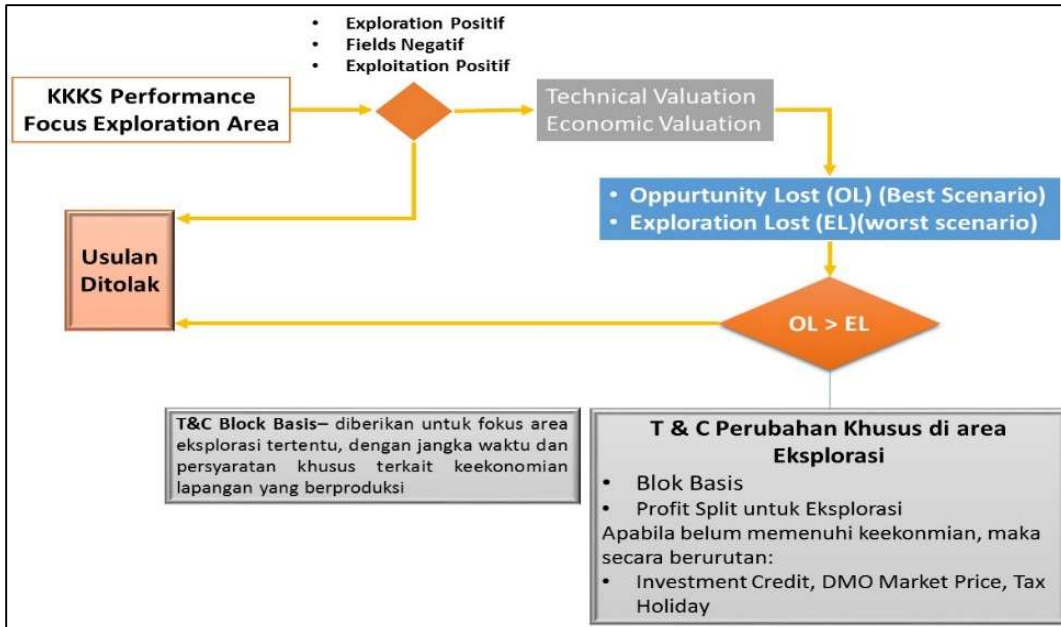 • Exploration Positif
• Fields Negatif
• Exploitation Positif
KKKS Performance
Focus Exploration Area
Technical Valuation
Economic Valuation
• Oppurtunity Lost (OL) (Best Scenario)
• Exploration Lost (EL)(worst scenario)
Usulan
Ditolak
OL > EL
T&C Block Basis– diberikan untuk fokus area
eksplorasi tertentu, dengan jangka waktu dan
persyaratan khusus terkait keekonomian
lapangan yang berproduksi
T & C Perubahan Khusus di area
Eksplorasi
• Blok Basis
• Profit Split untuk Eksplorasi
Apabila belum memenuhi keekonmian, maka
secara berurutan:
• Investment Credit, DMO Market Price, Tax
Holiday